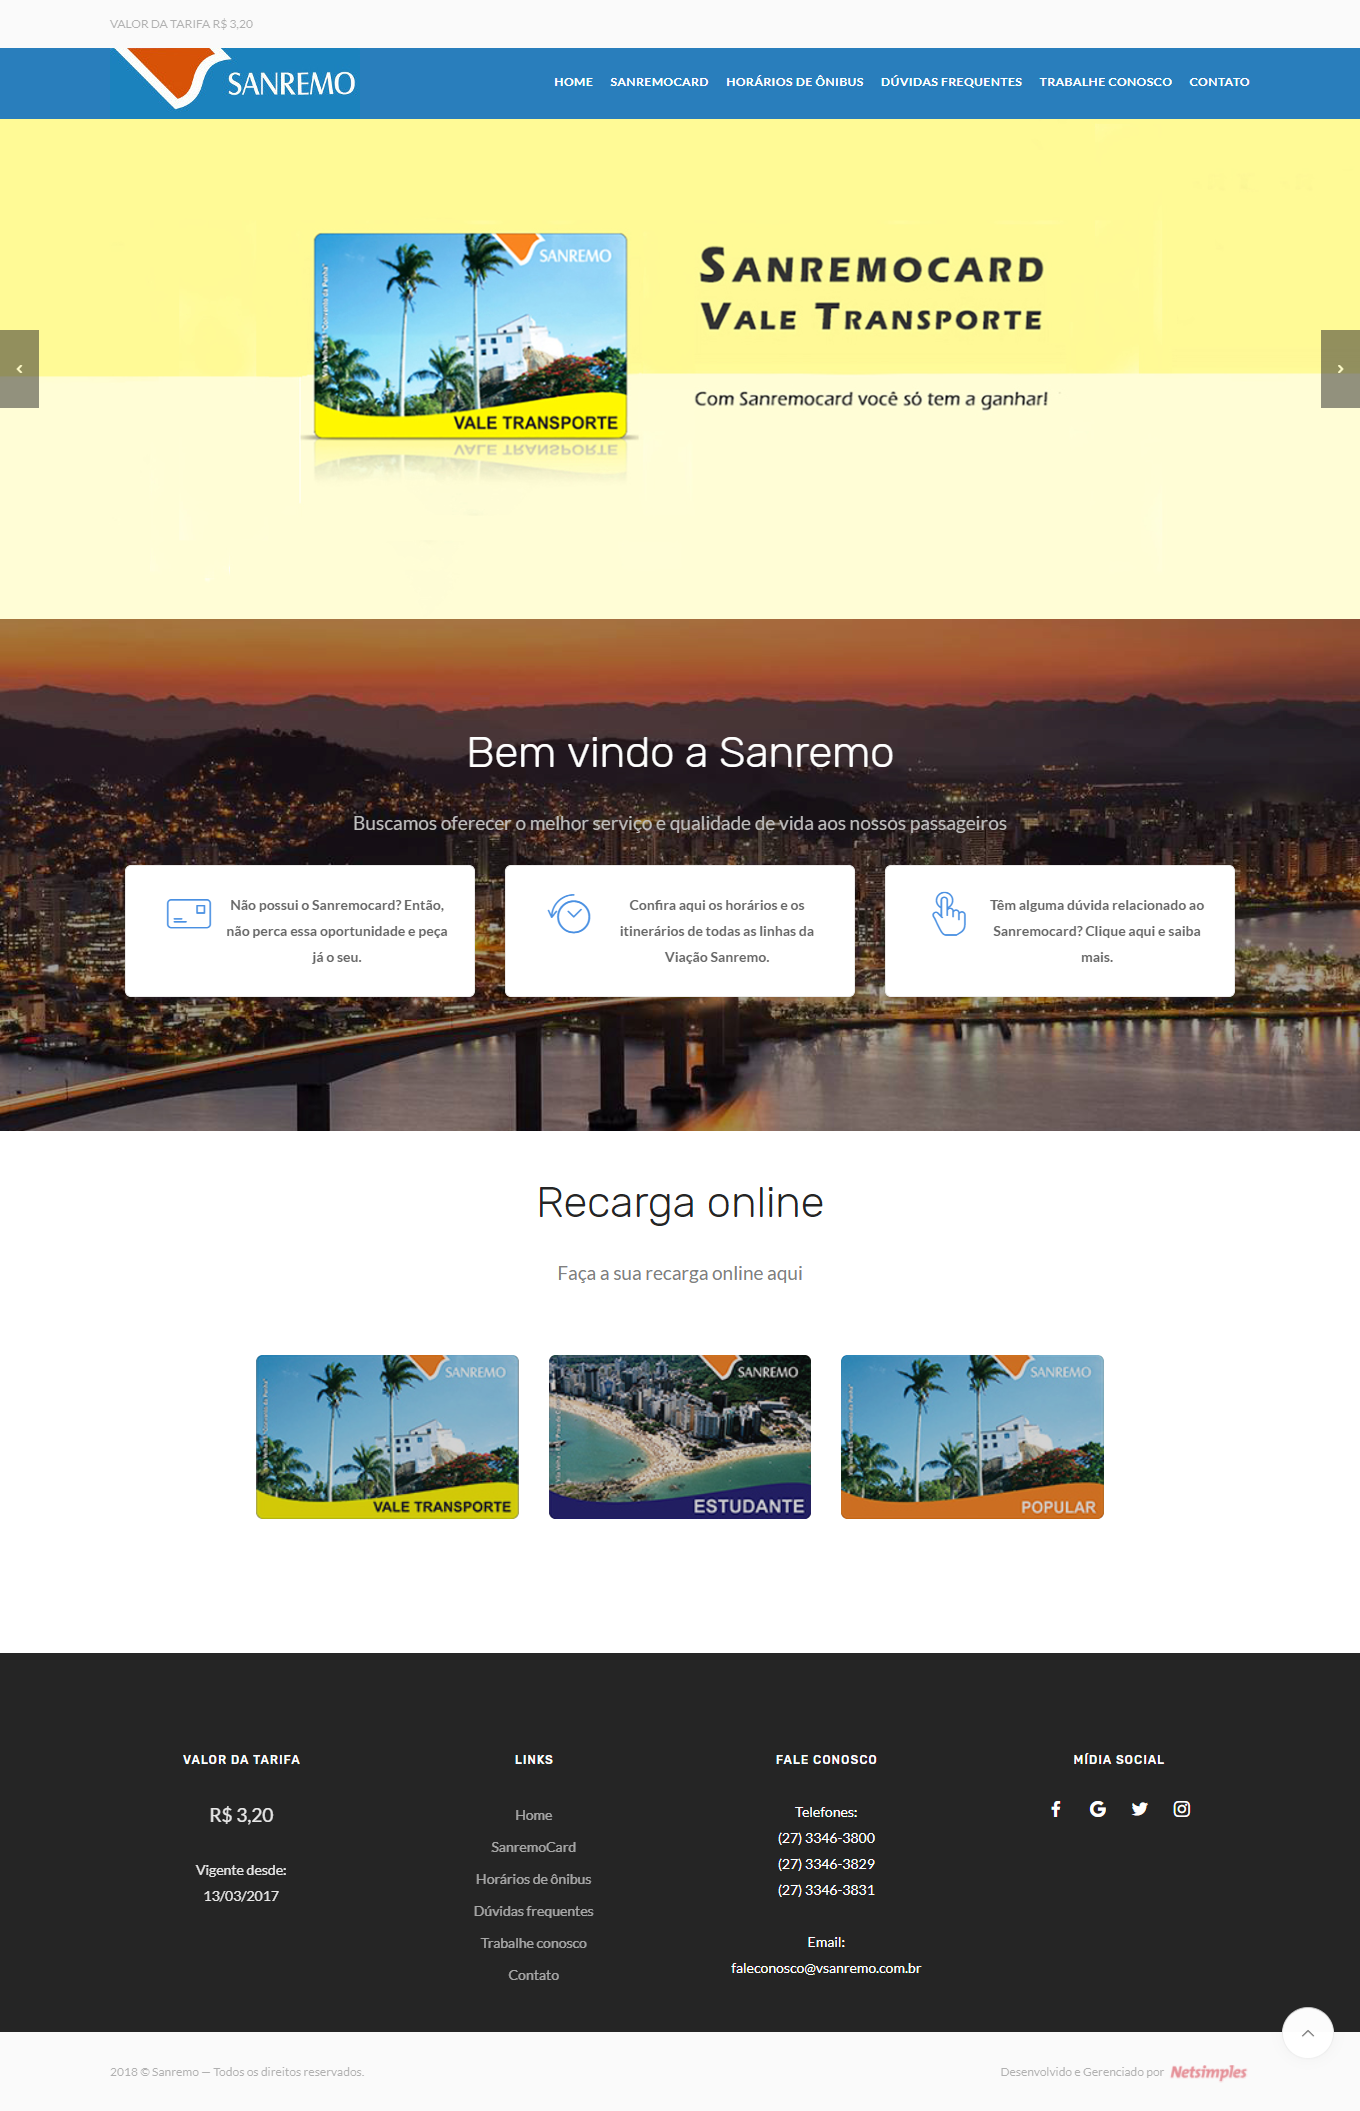 VALOR DA TARIFA R$ 3,20
SANREMO
HOME SANREMOCARD HORÁRIOS DE ÔNIBUS DÚVIDAS FREQUENTES TRABALHE CONOSCO CONTATO
SANREMO
VALE TRANSPORTE
SANREMOCARD
VALE TRANSPORTE
Com Sanremocard você só tem a ganhar!
Bem vindo a Sanremo
Buscamos oferecer o melhor serviço e qualidade de vida aos nossos passageiros
Não possui o Sanremocard? Então,
não perca essa oportunidade e peça
já o seu.
Confira aqui os horários e os
itinerários de todas as linhas da
Viação Sanremo.
Têm alguma dúvida relacionado ao
Sanremocard? Clique aqui e saiba
mais.
Recarga online
Faça a sua recarga online aqui
SANREMO
VALE TRANSPORTE
SANREMO
ESTUDANTE
SANREMO
POPULAR
VALOR DA TARIFA
R$ 3,20
Vigente desde:
13/03/2017
LINKS
Home
SanremoCard
Horários de ônibus
Dúvidas frequentes
Trabalhe conosco
Contato
FALE CONOSCO
Telefones:
(27) 3346-3800
(27) 3346-3829
(27) 3346-3831
Email:
faleconosco@vsanremo.com.br
MÍDIA SOCIAL
2018 © Sanremo — Todos os direitos reservados.
Desenvolvido e Gerenciado por Netsimples